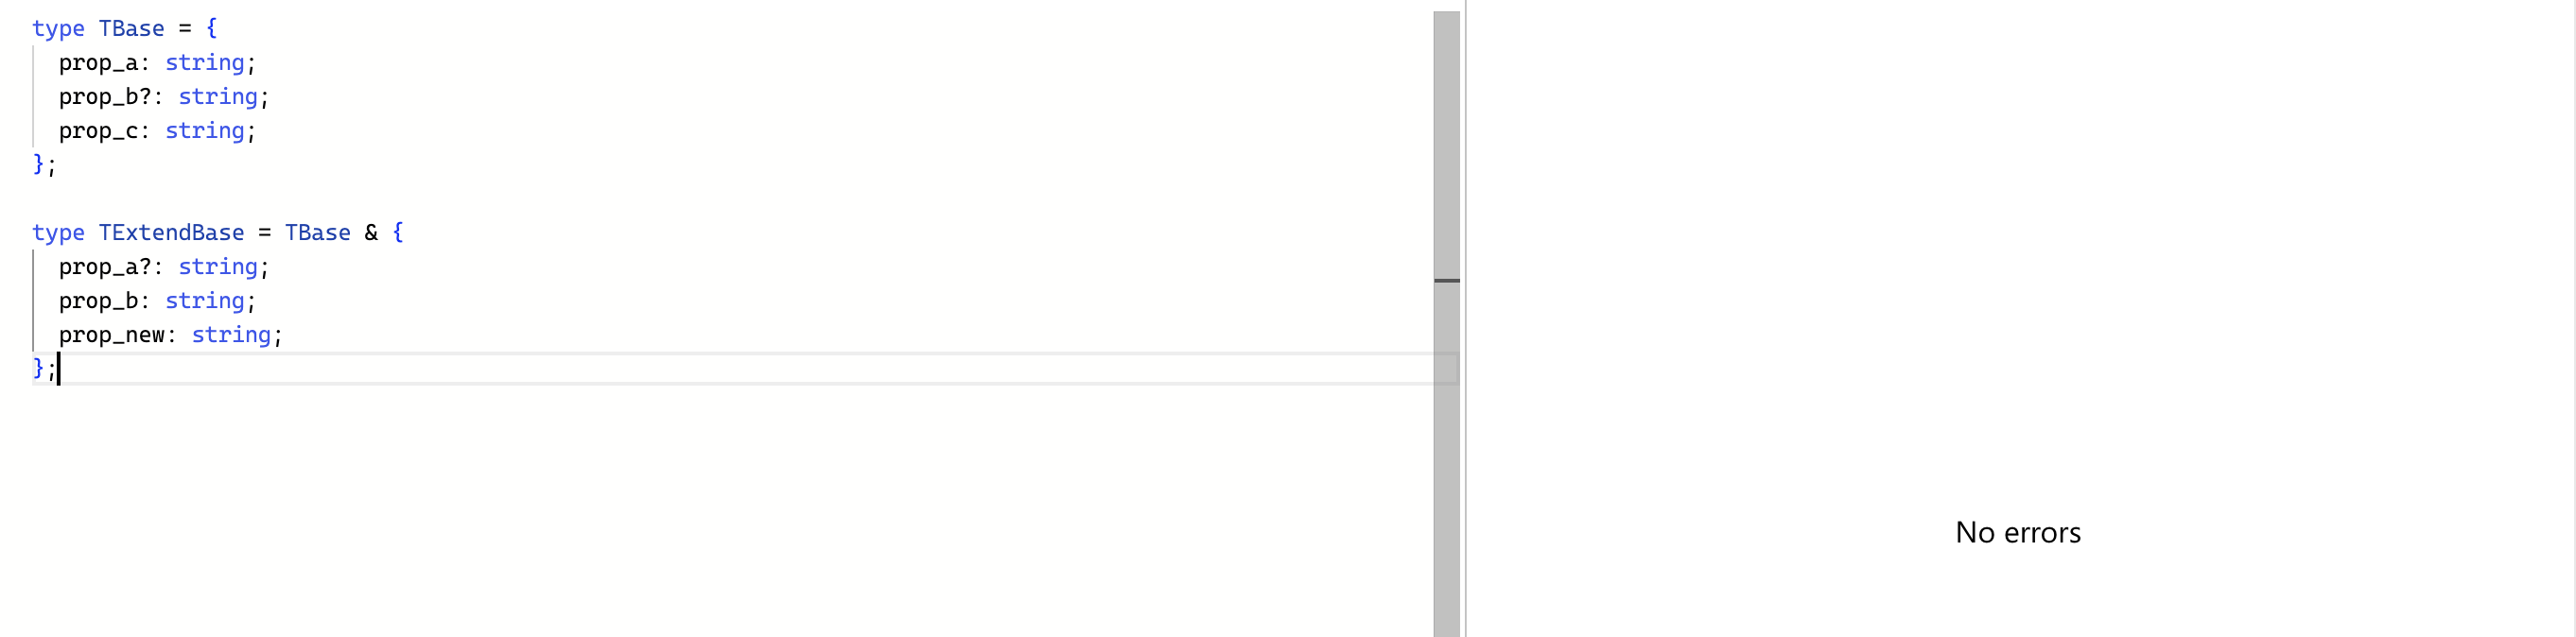 type TBase = {
  prop_a: string;
  prop_b?: string;
  prop_c: string;
};

type TExtendBase = TBase & {
  prop_a?: string;
  prop_b: string;
  prop_new: string;
};
No errors